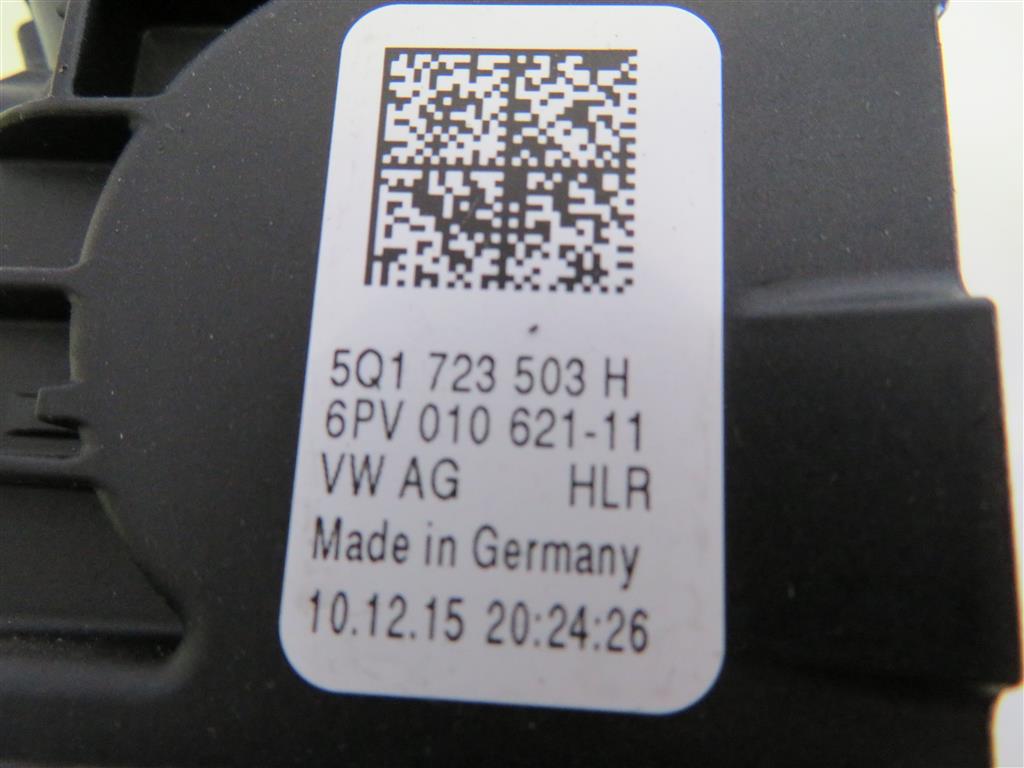 5Q1 723 503 H
6PV 010 621-11
VW AG HLR
Made in Germany
10.12.15 20:24:26